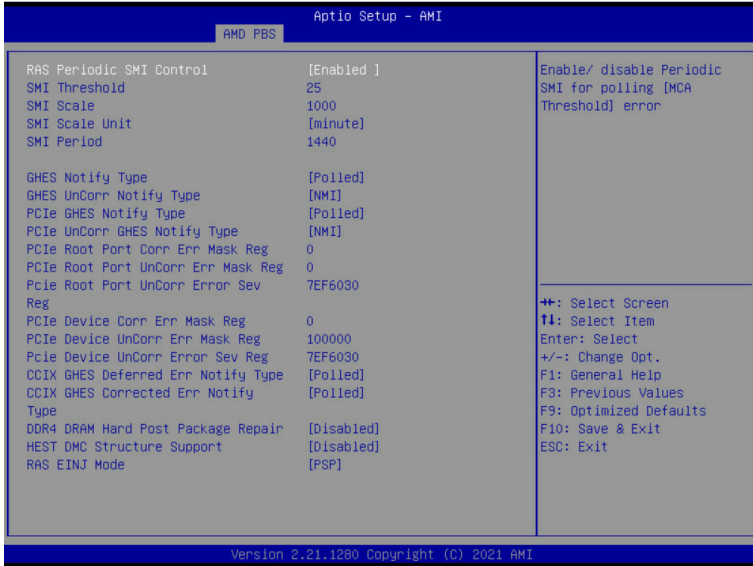 Aptio Setup – AMI
AMD PBS
RAS Periodic SMI Control [Enabled ]
SMI Threshold 25
SMI Scale 1000
SMI Scale Unit [minute]
SMI Period 1440
GHES Notify Type [Polled]
GHES UnCorr Notify Type [NMI]
PCIe GHES Notify Type [Polled]
PCIe UnCorr GHES Notify Type [NMI]
PCIe Root Port Corr Err Mask Reg 0
PCIe Root Port UnCorr Err Mask Reg 0
Pcie Root Port UnCorr Error Sev 7EF6030
Reg
PCIe Device Corr Err Mask Reg 0
PCIe Device UnCorr Err Mask Reg 100000
Pcie Device UnCorr Error Sev Reg 7EF6030
CCIX GHES Deferred Err Notify Type [Polled]
CCIX GHES Corrected Err Notify [Polled]
Type
DDR4 DRAM Hard Post Package Repair [Disabled]
HEST DMC Structure Support [Disabled]
RAS EINJ Mode [PSP]
Enable/ disable Periodic
SMI for polling [MCA
Threshold] error
→←: Select Screen
↑↓: Select Item
Enter: Select
+/-: Change Opt.
F1: General Help
F3: Previous Values
F9: Optimized Defaults
F10: Save & Exit
ESC: Exit
Version 2.21.1280 Copyright (C) 2021 AMI